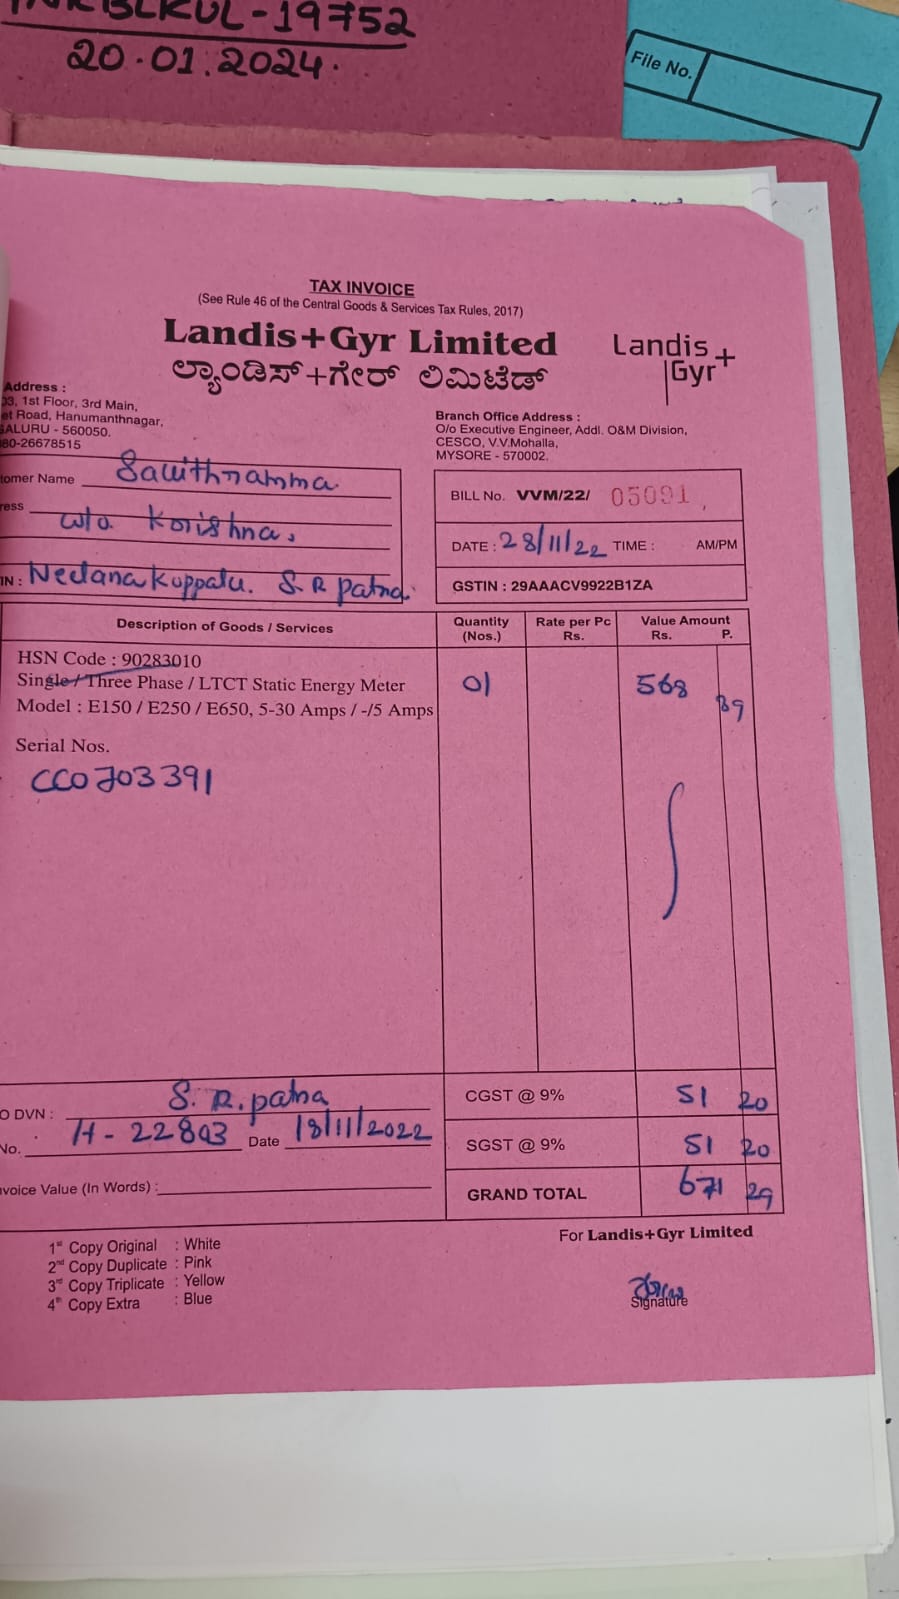 BLKUL-19752
20.01.2024.
File No.
TAX INVOICE
(See Rule 46 of the Central Goods & Services Tax Rules, 2017)
Landis+Gyr Limited
ಲ್ಯಾಂಡಿಸ್+ಗೇರ್ ಲಿಮಿಟೆಡ್
Landis+
Gyr
Address :
03, 1st Floor, 3rd Main,
et Road, Hanumanthnagar,
ALURU - 560050.
80-26678515
Branch Office Address :
O/o Executive Engineer, Addl. O&M Division,
CESCO, V.V.Mohalla,
MYSORE - 570002.
tomer Name Savithramma
ress w/o Krishna,
IN : Nelanakoppalu. S.R patna.
BILL No. VVM/22/ 05091
DATE : 28/11/22 TIME : AM/PM
GSTIN : 29AAACV9922B1ZA
Description of Goods / Services Quantity (Nos.) Rate per Pc Rs. Value Amount Rs. P.
HSN Code : 90283010
Single / Three Phase / LTCT Static Energy Meter 01 568 89
Model : E150 / E250 / E650, 5-30 Amps / -/5 Amps
Serial Nos.
CC0703391
O DVN : S. R. patna
No. H - 22803 Date 18/11/2022
nvoice Value (In Words) :
CGST @ 9% 51 20
SGST @ 9% 51 20
GRAND TOTAL 671 29
1st Copy Original : White
2nd Copy Duplicate : Pink
3rd Copy Triplicate : Yellow
4th Copy Extra : Blue
For Landis+Gyr Limited
Signature